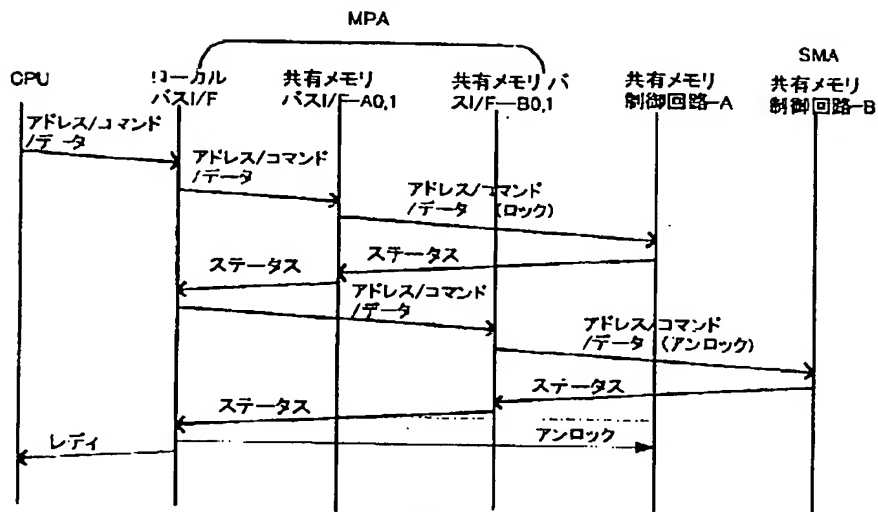 MPA
SMA
CPU
ローカル
バスI/F
共有メモリ
バスI/F—A0,1
共有メモリバ
スI/F—B0,1
共有メモリ
制御回路—A
共有メモリ
制御回路—B
アドレス/コマンド
/データ
アドレス/コマンド
/データ
アドレス/コマンド
/データ (ロック)
ステータス
ステータス
アドレス/コマンド
/データ
アドレス/コマンド
/データ (アンロック)
ステータス
ステータス
アンロック
レディ